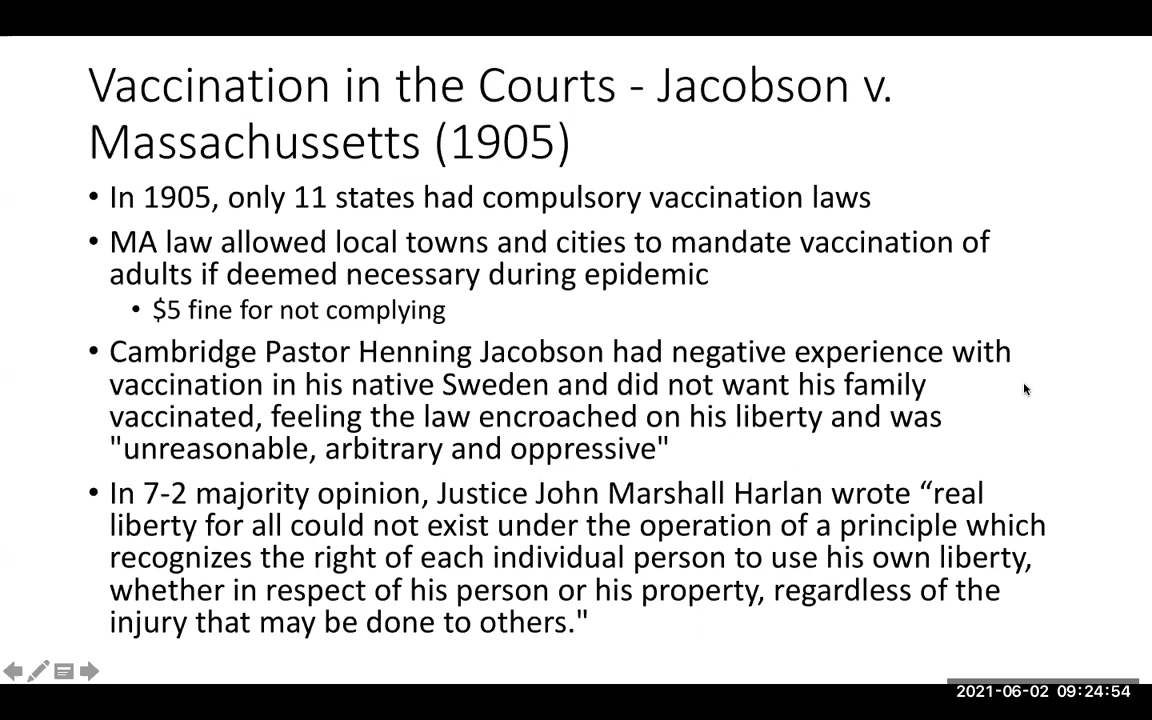 Vaccination in the Courts - Jacobson v.
Massachussetts (1905)
• In 1905, only 11 states had compulsory vaccination laws
• MA law allowed local towns and cities to mandate vaccination of
adults if deemed necessary during epidemic
• $5 fine for not complying
• Cambridge Pastor Henning Jacobson had negative experience with
vaccination in his native Sweden and did not want his family
vaccinated, feeling the law encroached on his liberty and was
"unreasonable, arbitrary and oppressive"
• In 7-2 majority opinion, Justice John Marshall Harlan wrote “real
liberty for all could not exist under the operation of a principle which
recognizes the right of each individual person to use his own liberty,
whether in respect of his person or his property, regardless of the
injury that may be done to others."
2021-06-02 09:24:54